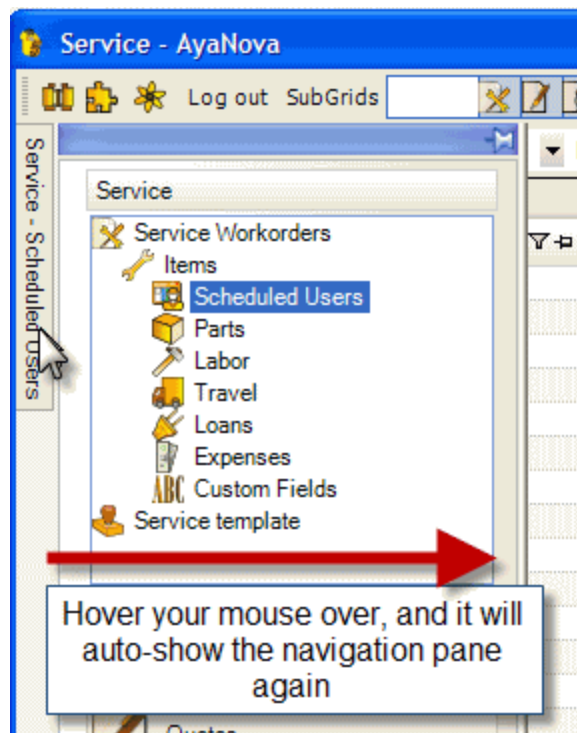 Service - AyaNova
Log out SubGrids
Service - Scheduled Users
Service
Service Workorders
Items
Scheduled Users
Parts
Labor
Travel
Loans
Expenses
ABC Custom Fields
Service template
Hover your mouse over, and it will
auto-show the navigation pane
again
Quotes